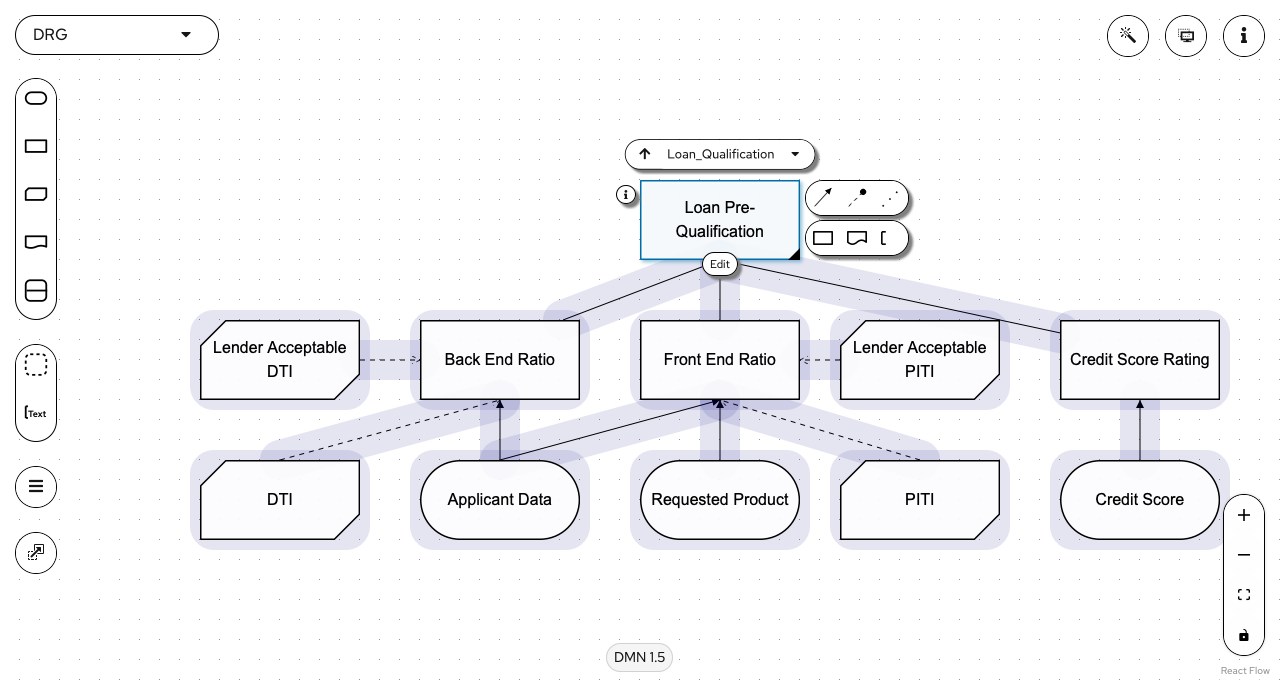 DRG
Loan_Qualification
Loan Pre-
Qualification
Edit
Lender Acceptable
DTI
Back End Ratio
Front End Ratio
Lender Acceptable
PITI
Credit Score Rating
Text
DTI
Applicant Data
Requested Product
PITI
Credit Score
DMN 1.5
React Flow